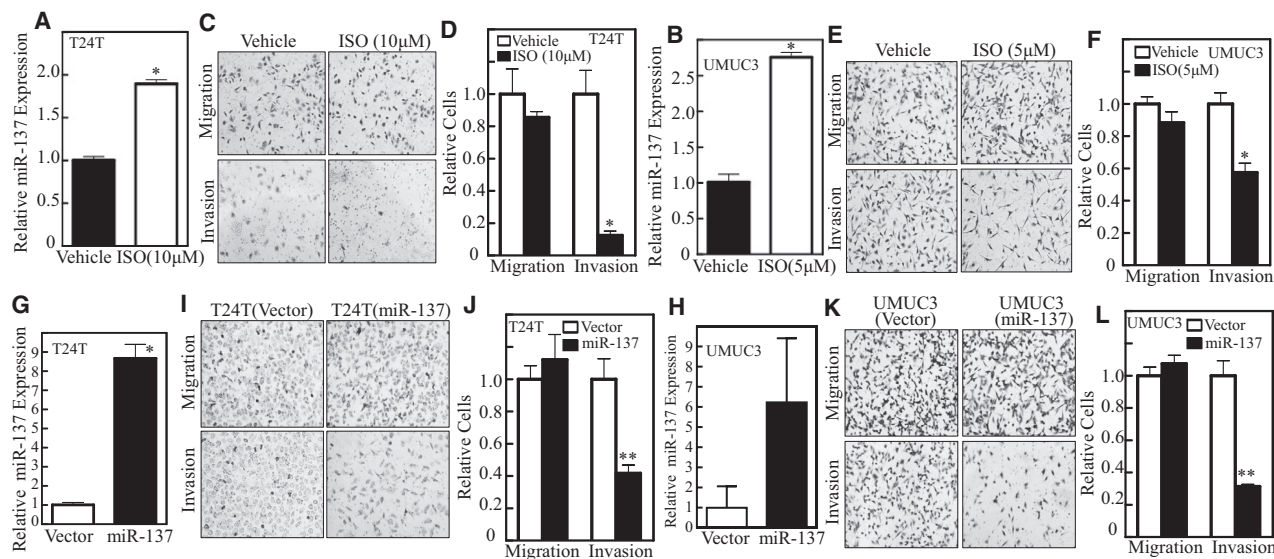 A
T24T
Relative miR-137 Expression
2.0
1.5
1.0
0.5
0
*
Vehicle ISO(10μM)
C
Vehicle ISO (10μM)
Migration
Invasion
D
Vehicle T24T
ISO (10μM)
Relative Cells
1.0
0.8
0.6
0.4
0.2
0
*
Migration Invasion
B
UMUC3
Relative miR-137 Expression
2.5
2.0
1.5
1.0
0.5
0
*
Vehicle ISO(5μM)
E
Vehicle ISO (5μM)
Migration
Invasion
F
Vehicle UMUC3
ISO(5μM)
Relative Cells
1.0
0.8
0.6
0.4
0.2
0
*
Migration Invasion
G
T24T
Relative miR-137 Expression
9
8
7
6
5
4
3
2
1
0
*
Vector miR-137
I
T24T(Vector) T24T(miR-137)
Migration
Invasion
J
T24T Vector
miR-137
Relative Cells
1.0
0.8
0.6
0.4
0.2
0
**
Migration Invasion
H
UMUC3
Relative miR-137 Expression
9
8
7
6
5
4
3
2
1
0
Vector miR-137
K
UMUC3 UMUC3
(Vector) (miR-137)
Migration
Invasion
L
UMUC3 Vector
miR-137
Relative Cells
1.0
0.8
0.6
0.4
0.2
0
**
Migration Invasion